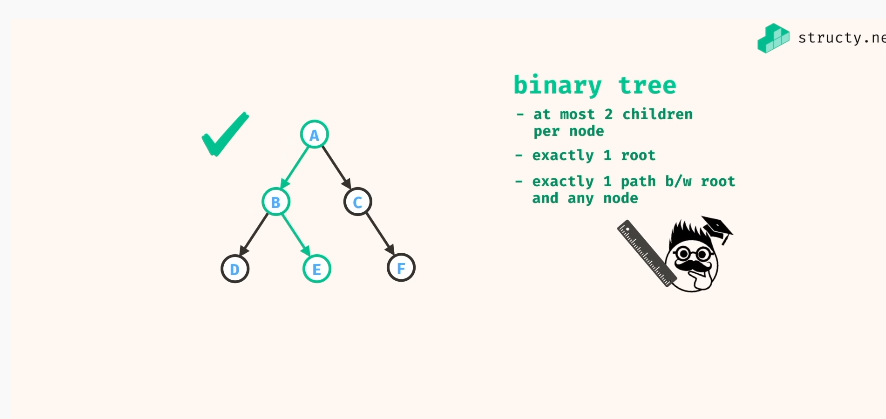 structy.ne
binary tree
- at most 2 children
per node
- exactly 1 root
- exactly 1 path b/w root
and any node
A
B
C
D
E
F